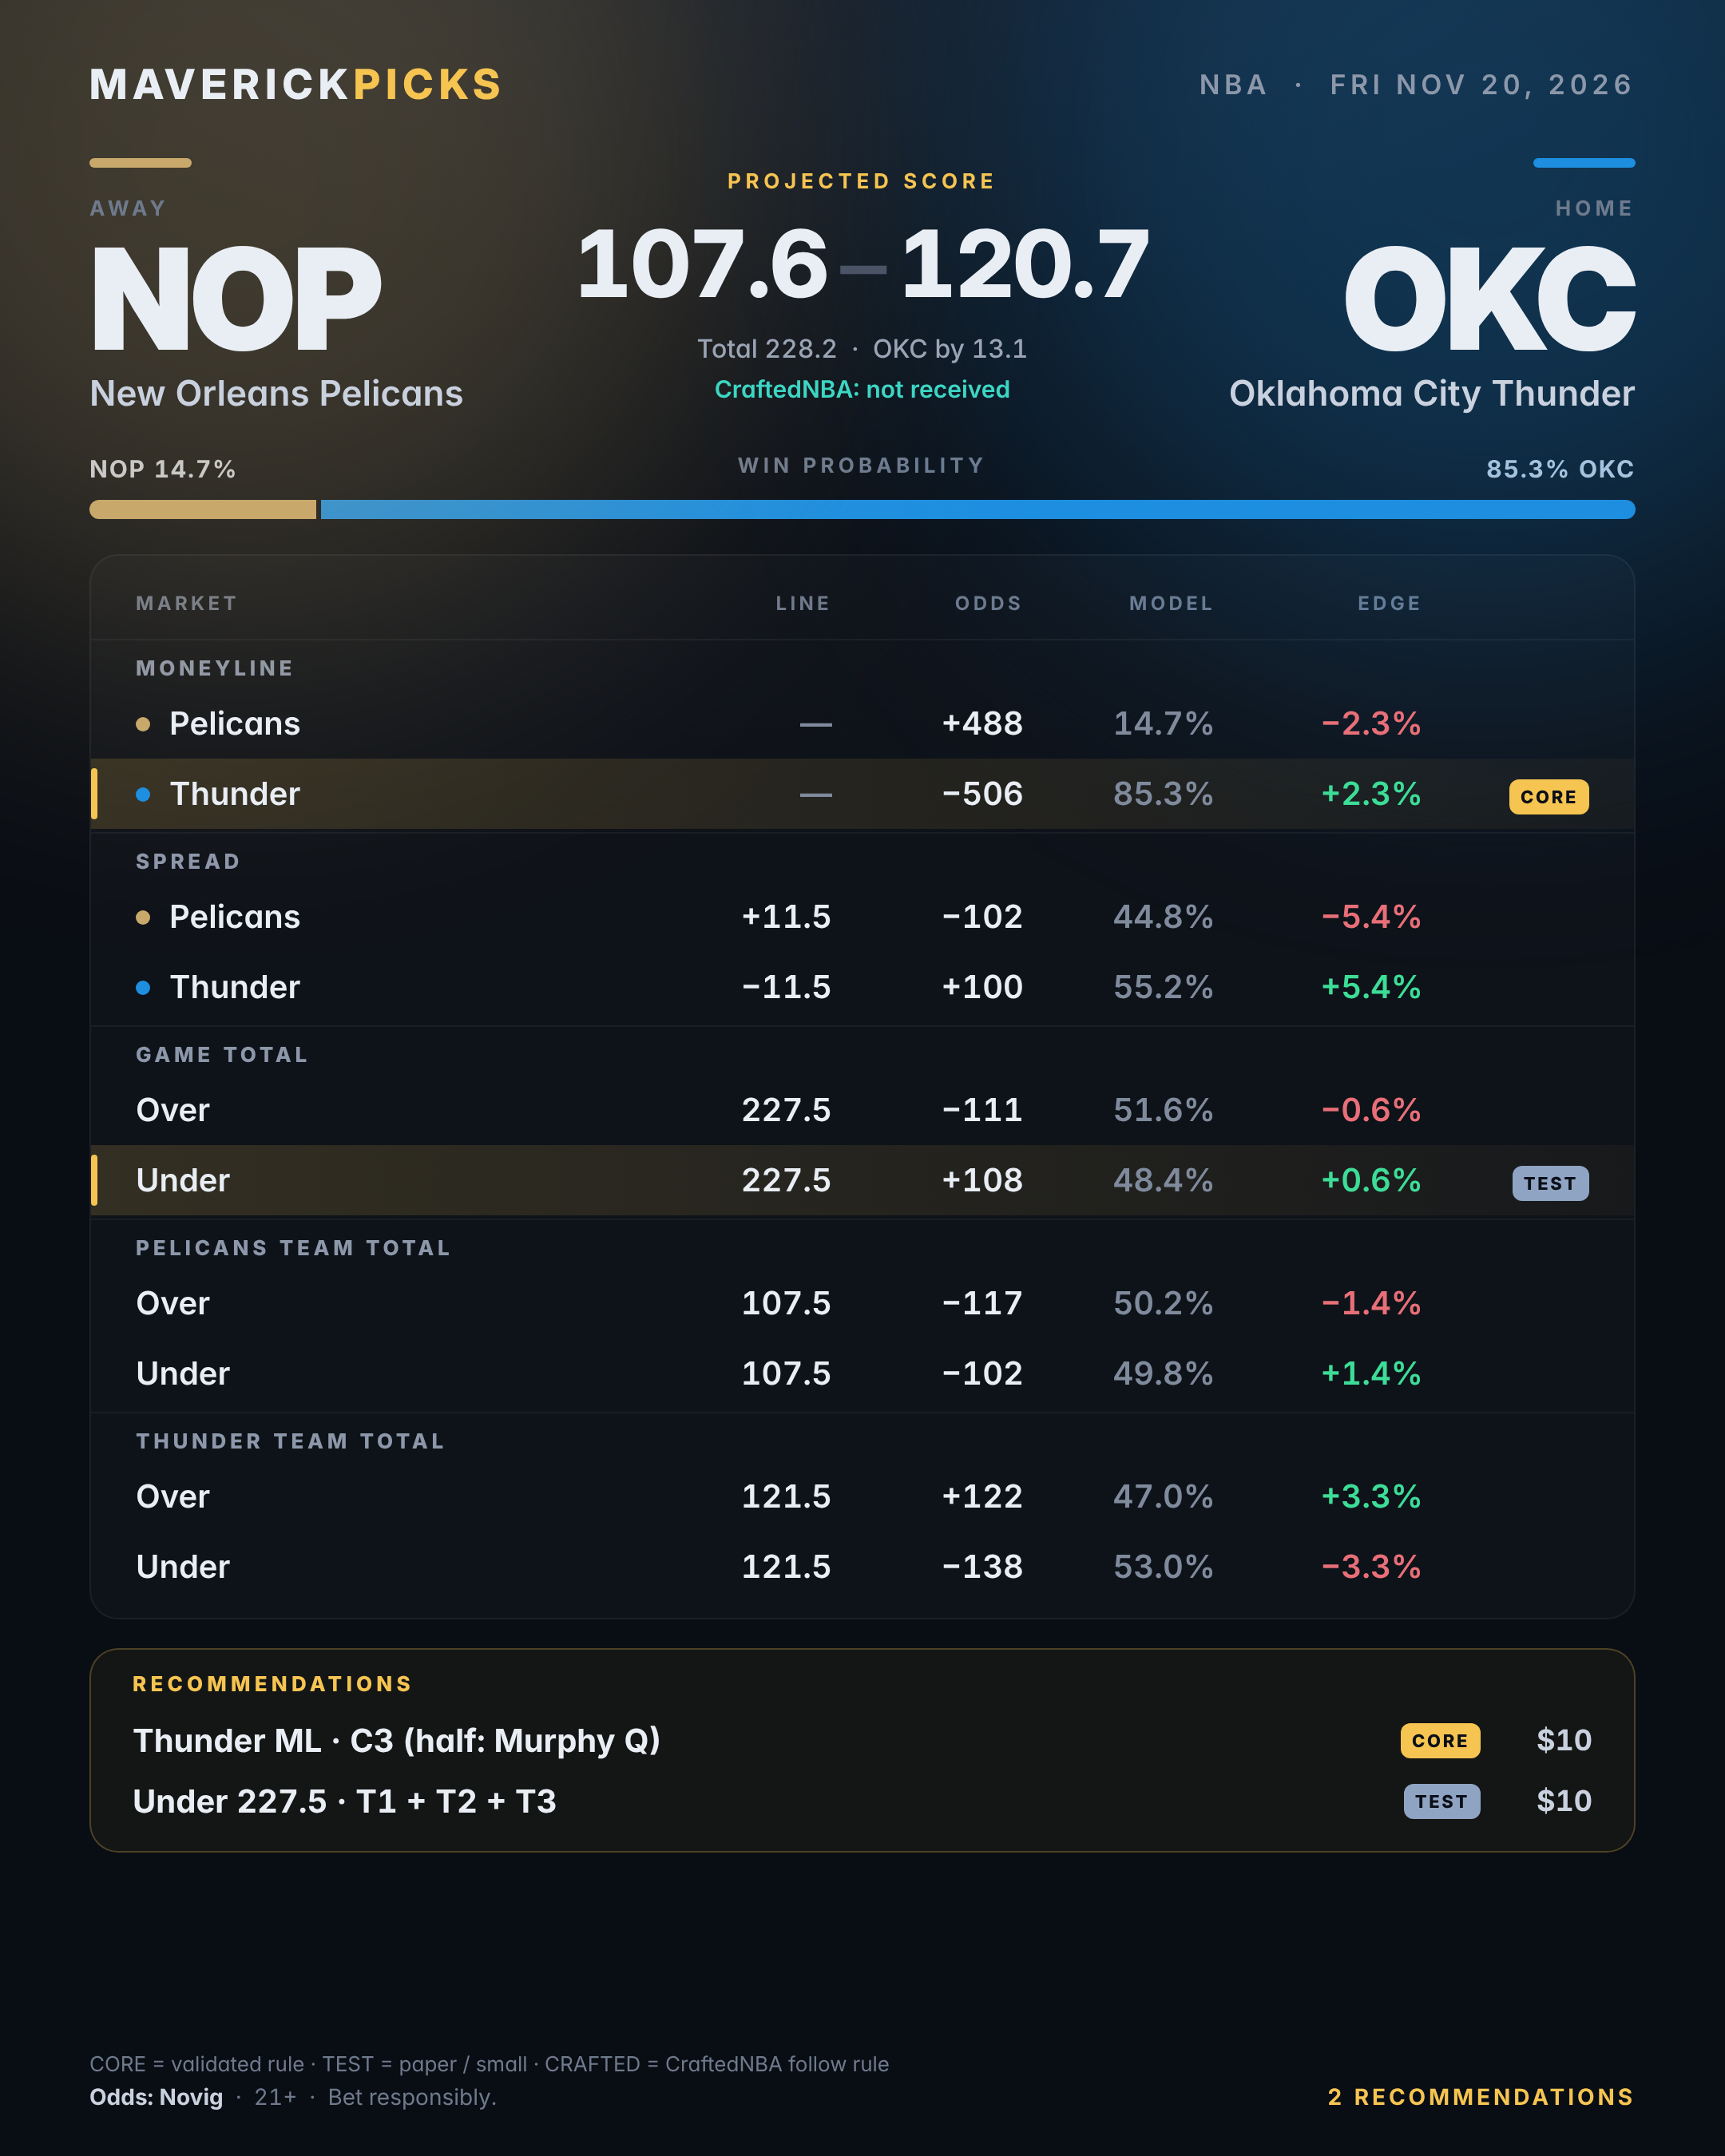 MAVERICKPICKS
NBA · FRI NOV 20, 2026
AWAY
NOP
New Orleans Pelicans
PROJECTED SCORE
107.6–120.7
Total 228.2 · OKC by 13.1
CraftedNBA: not received
HOME
OKC
Oklahoma City Thunder
NOP 14.7%
WIN PROBABILITY
85.3% OKC
MARKET LINE ODDS MODEL EDGE
MONEYLINE
Pelicans — +488 14.7% −2.3%
Thunder — −506 85.3% +2.3% CORE
SPREAD
Pelicans +11.5 −102 44.8% −5.4%
Thunder −11.5 +100 55.2% +5.4%
GAME TOTAL
Over 227.5 −111 51.6% −0.6%
Under 227.5 +108 48.4% +0.6% TEST
PELICANS TEAM TOTAL
Over 107.5 −117 50.2% −1.4%
Under 107.5 −102 49.8% +1.4%
THUNDER TEAM TOTAL
Over 121.5 +122 47.0% +3.3%
Under 121.5 −138 53.0% −3.3%
RECOMMENDATIONS
Thunder ML · C3 (half: Murphy Q) CORE $10
Under 227.5 · T1 + T2 + T3 TEST $10
CORE = validated rule · TEST = paper / small · CRAFTED = CraftedNBA follow rule
Odds: Novig · 21+ · Bet responsibly.
2 RECOMMENDATIONS